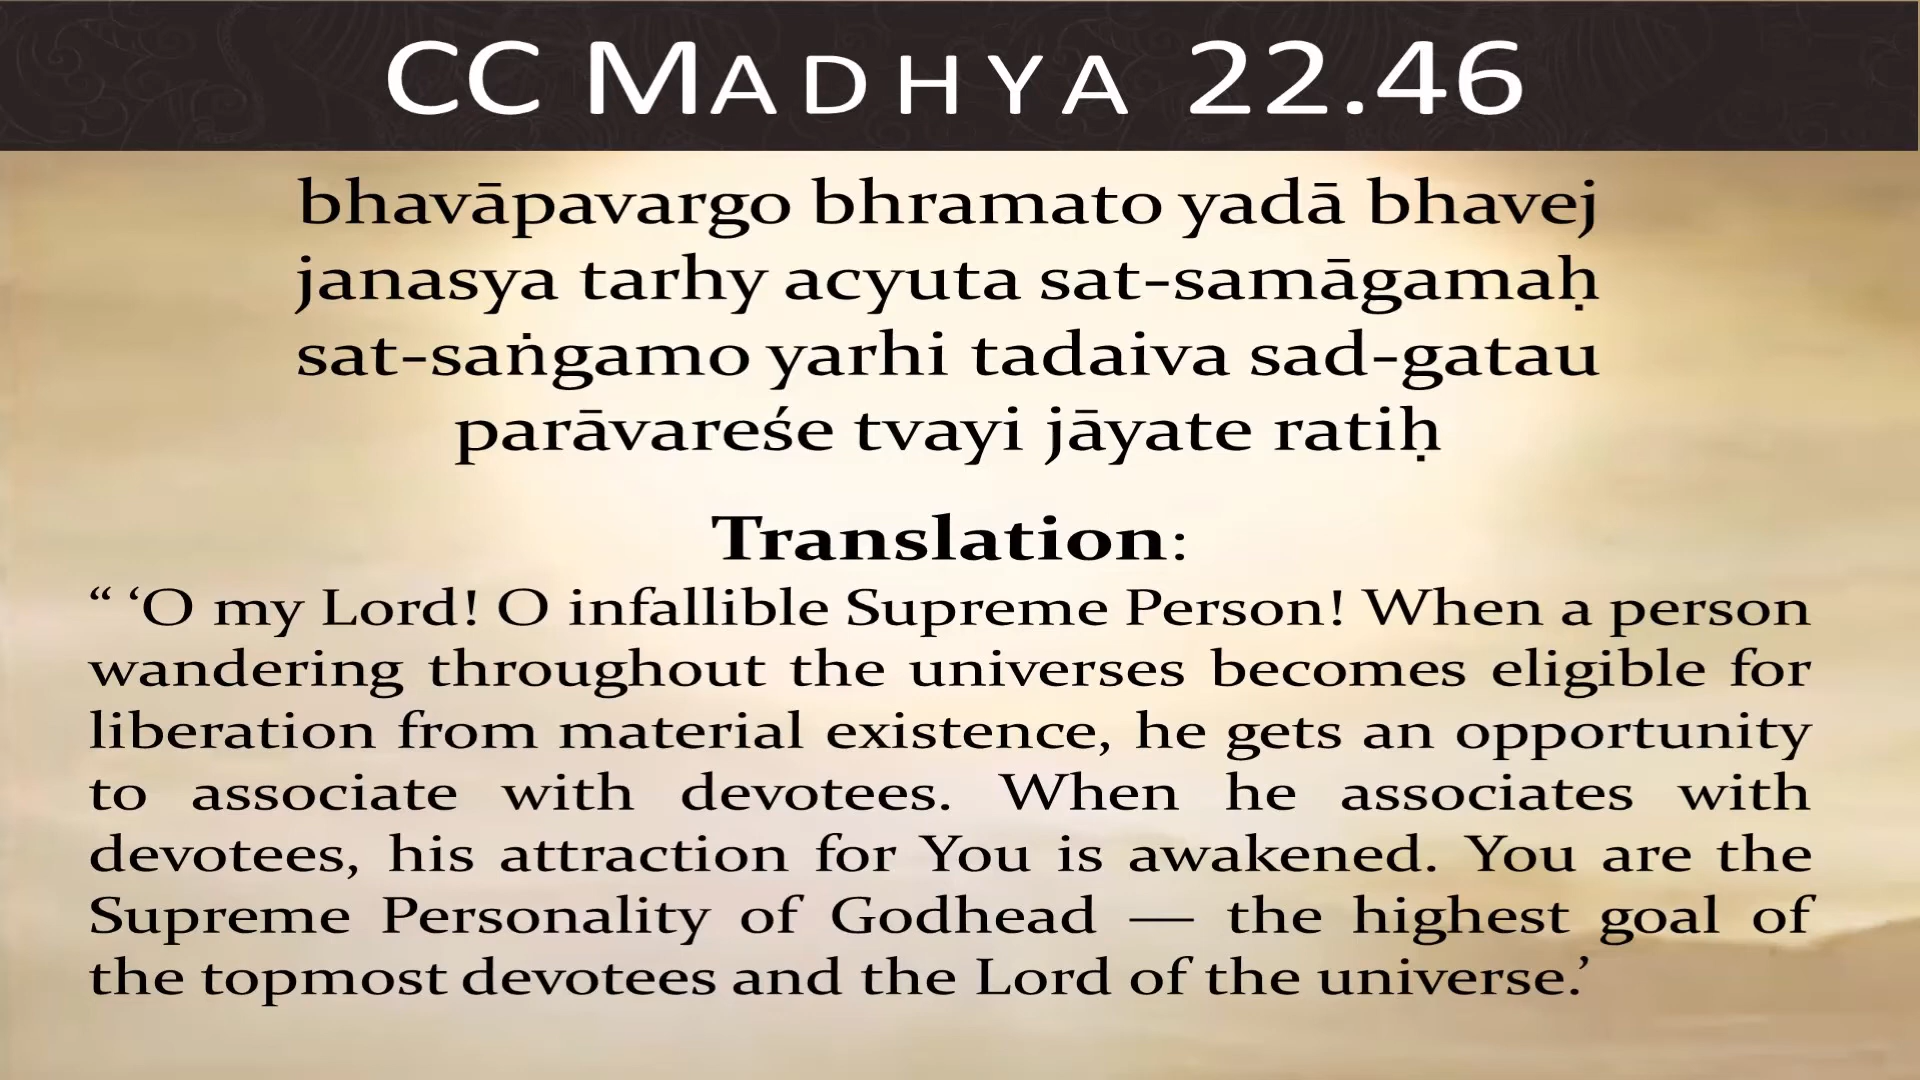 CC MADHYA 22.46
bhavāpavargo bhramato yadā bhavej
janasya tarhy acyuta sat-samāgamaḥ
sat-saṅgamo yarhi tadaiva sad-gatau
parāvareśe tvayi jāyate ratiḥ
Translation:
“ ‘O my Lord! O infallible Supreme Person! When a person
wandering throughout the universes becomes eligible for
liberation from material existence, he gets an opportunity
to associate with devotees. When he associates with
devotees, his attraction for You is awakened. You are the
Supreme Personality of Godhead — the highest goal of
the topmost devotees and the Lord of the universe.’